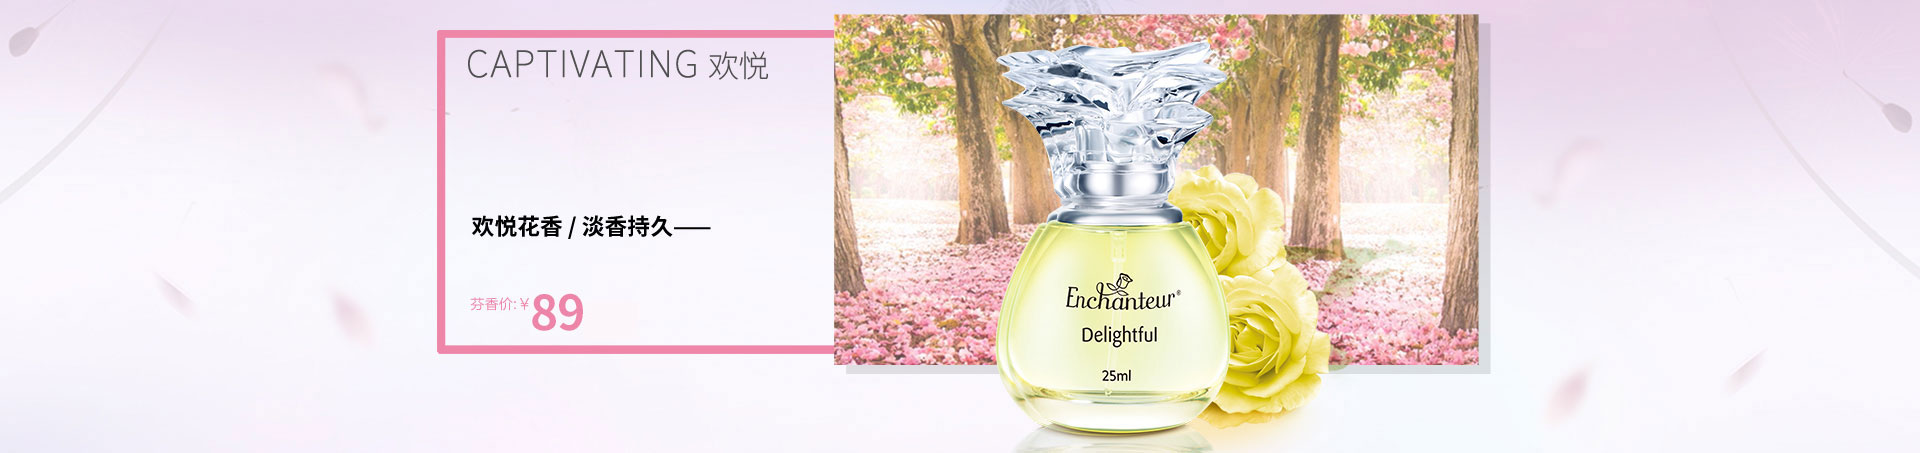 CAPTIVATING 欢悦
欢悦花香 / 淡香持久——
芬香价:￥89
Enchanteur®
Delightful
25ml